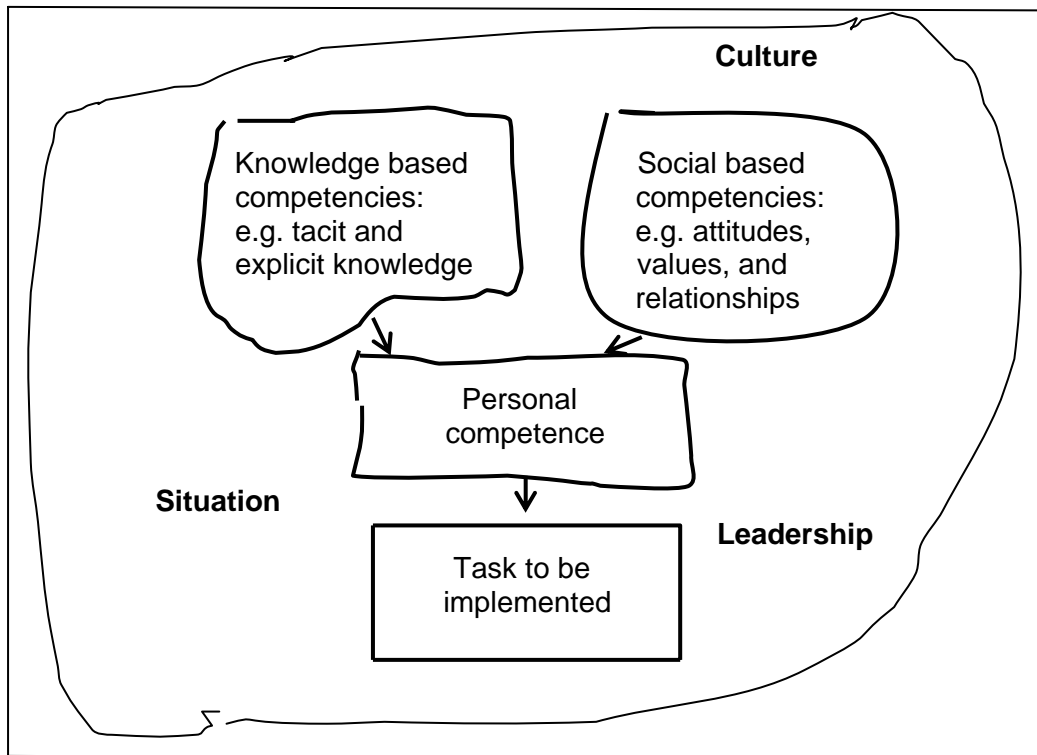 Culture
Knowledge based
competencies:
e.g. tacit and
explicit knowledge
Social based
competencies:
e.g. attitudes,
values, and
relationships
Personal
competence
Situation
Leadership
Task to be
implemented